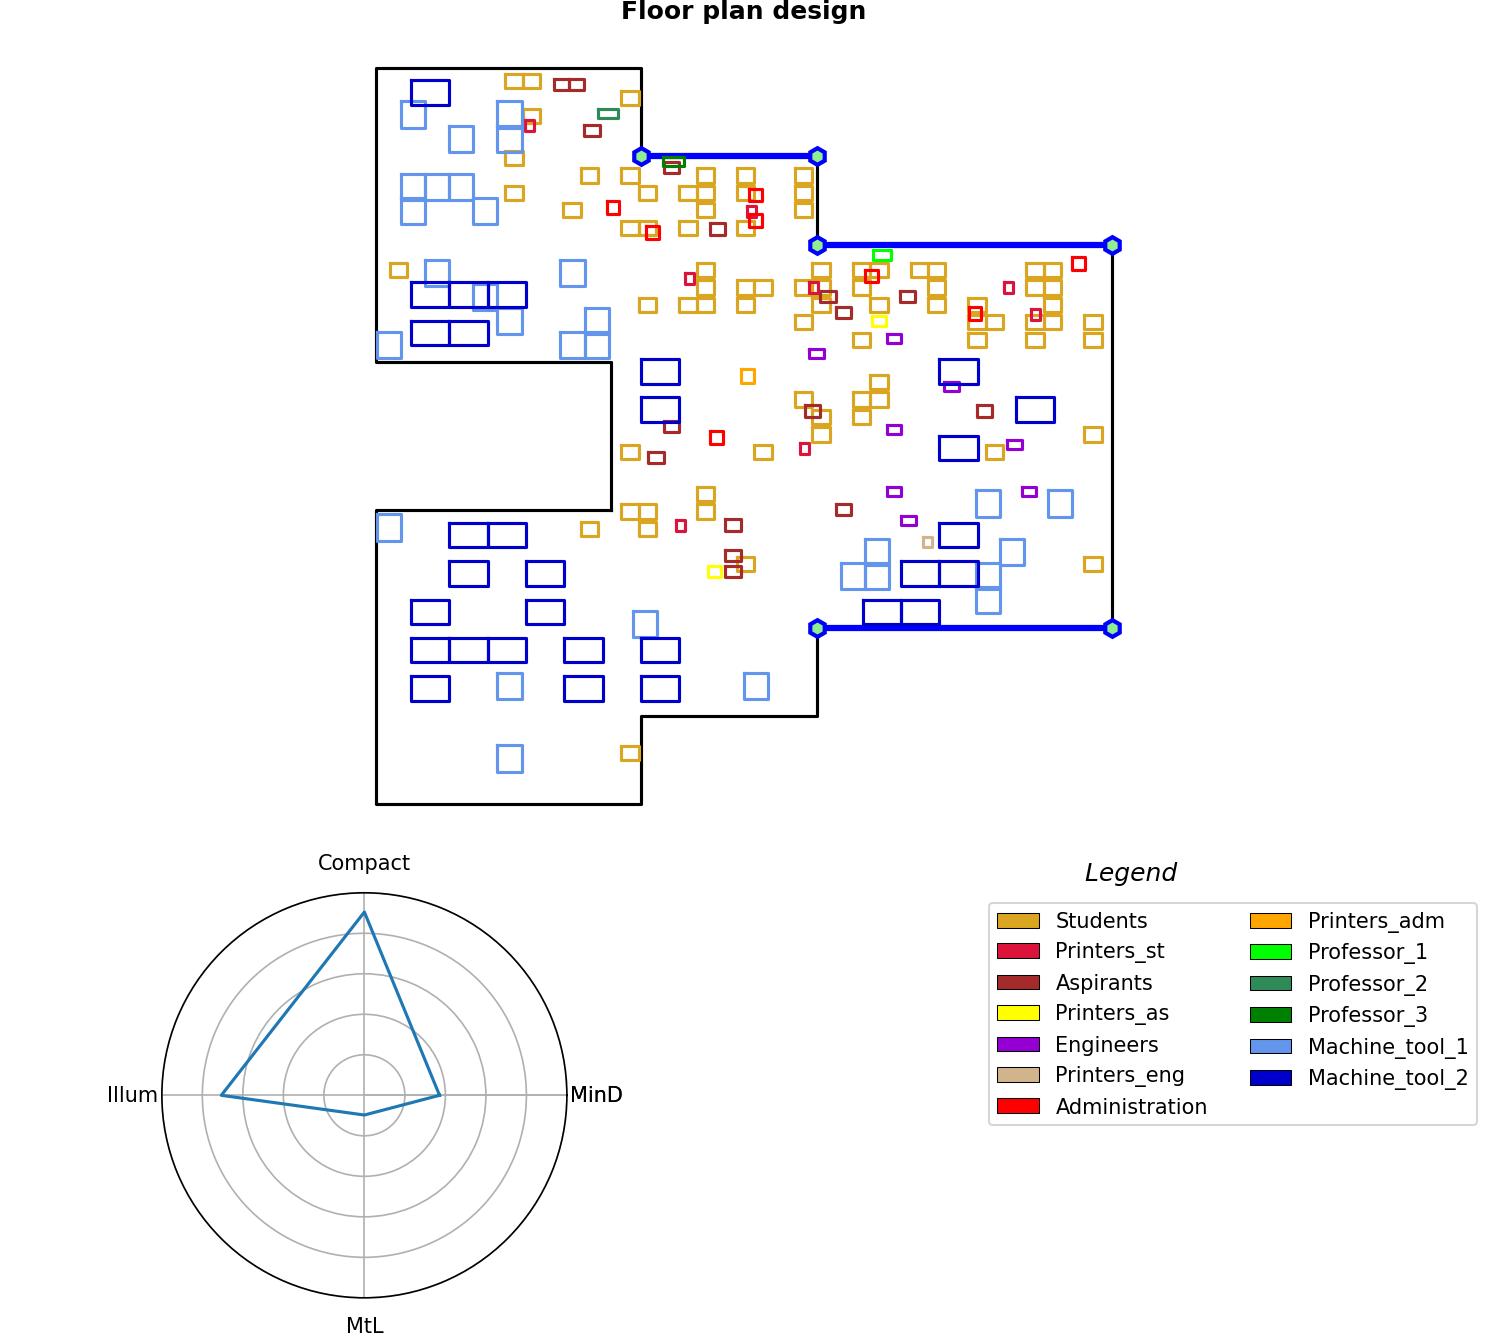 Floor plan design
Compact
Illum
MinD
MtL
Legend
Students
Printers_st
Aspirants
Printers_as
Engineers
Printers_eng
Administration
Printers_adm
Professor_1
Professor_2
Professor_3
Machine_tool_1
Machine_tool_2